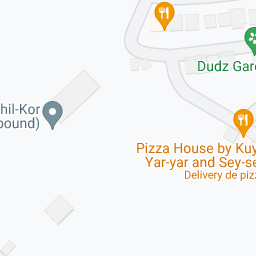 Dudz Gar
hil-Kor
pound)
Pizza House by Kuy
Yar-yar and Sey-se
Delivery de pizz